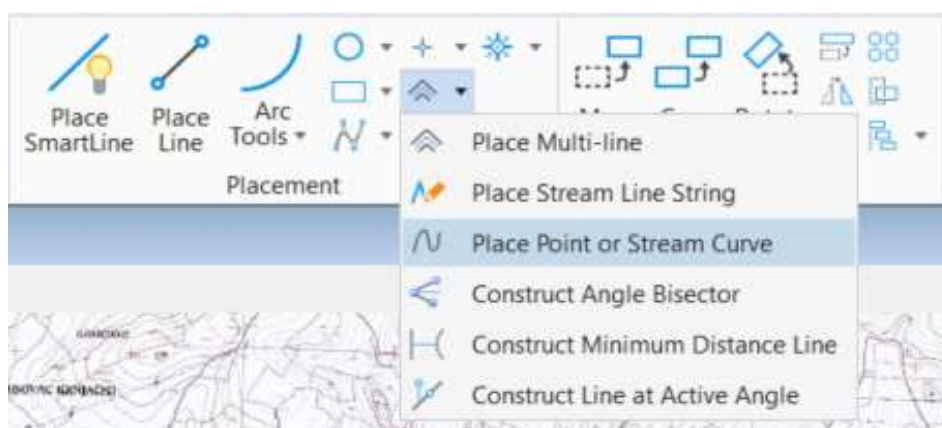 Place
SmartLine
Place
Line
Arc
Tools
Placement
Place Multi-line
Place Stream Line String
Place Point or Stream Curve
Construct Angle Bisector
Construct Minimum Distance Line
Construct Line at Active Angle